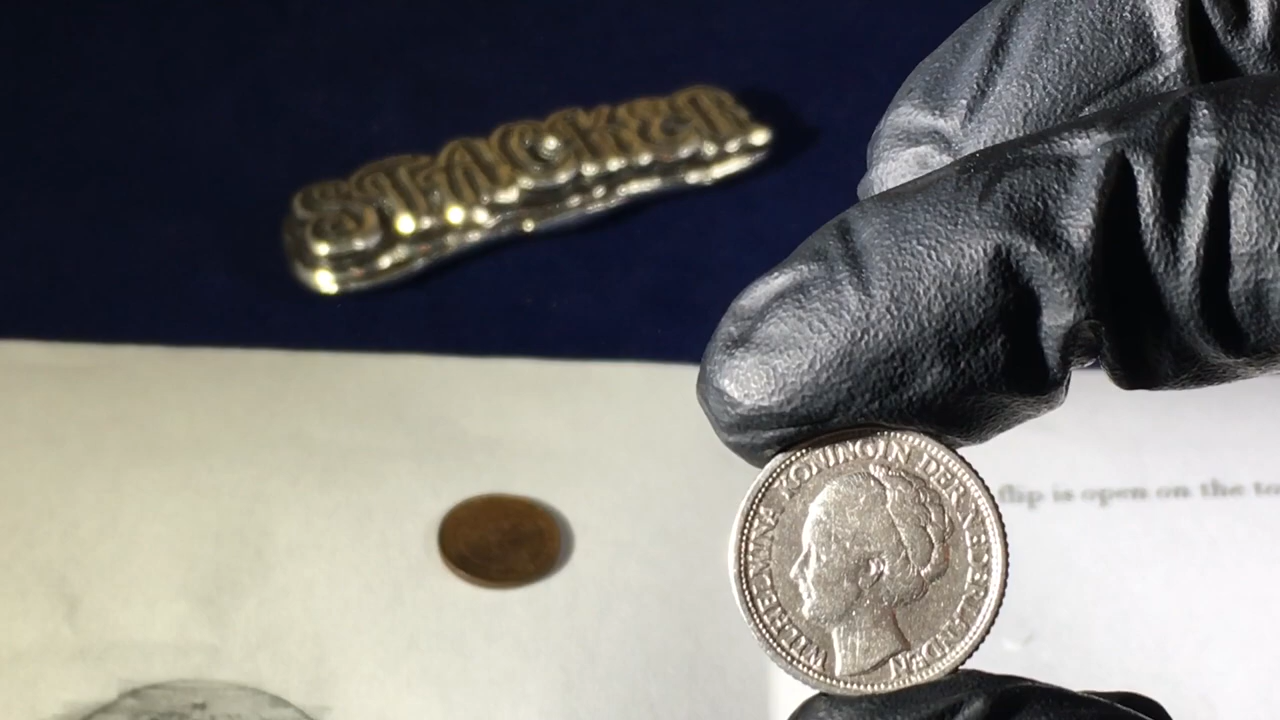 STACKER
WILHELMINA KONINGIN DER NEDERLANDEN
flip is open on the to